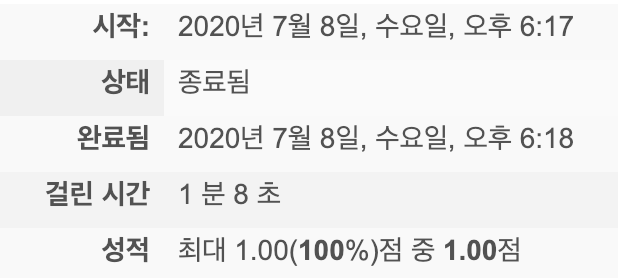 시작: 2020년 7월 8일, 수요일, 오후 6:17
상태 종료됨
완료됨 2020년 7월 8일, 수요일, 오후 6:18
걸린 시간 1 분 8 초
성적 최대 1.00(100%)점 중 1.00점